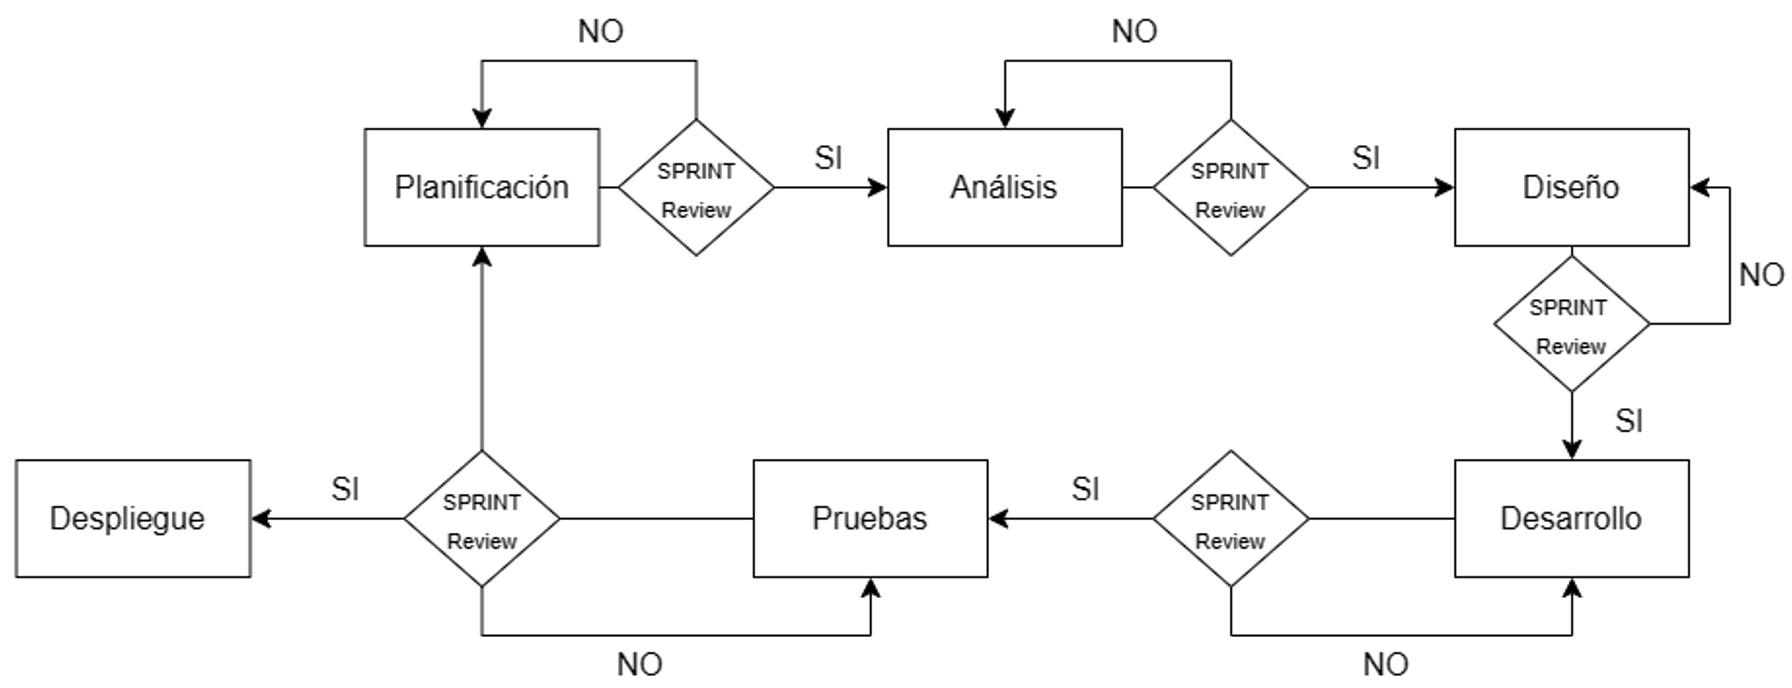 NO
NO
Planificación
SPRINT
Review
SI
Análisis
SPRINT
Review
SI
Diseño
NO
SPRINT
Review
SI
Despliegue
SI
SPRINT
Review
Pruebas
SI
SPRINT
Review
Desarrollo
NO
NO